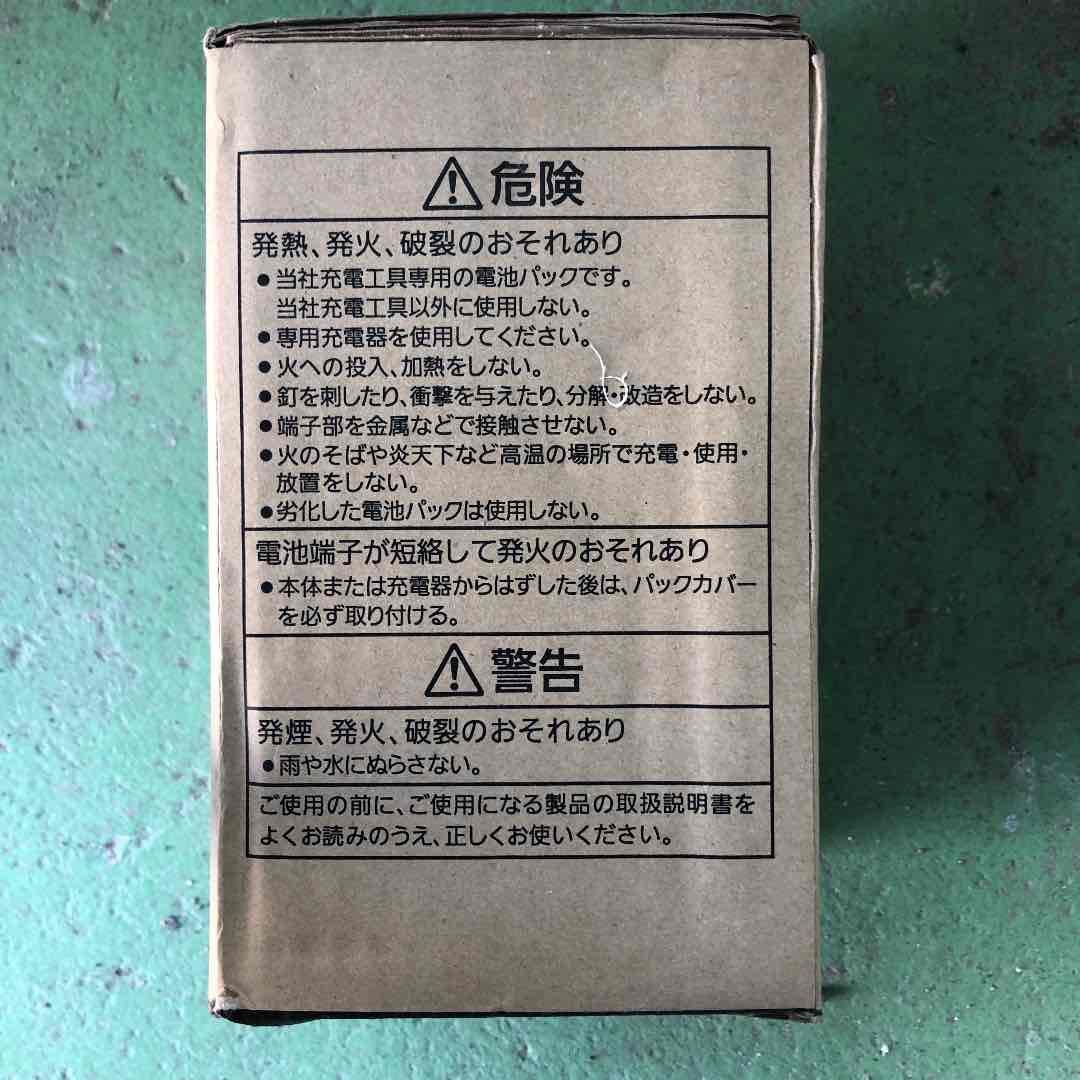 危険
発熱、発火、破裂のおそれあり
●当社充電工具専用の電池パックです。
当社充電工具以外に使用しない。
●専用充電器を使用してください。
●火への投入、加熱をしない。
●釘を刺したり、衝撃を与えたり、分解・改造をしない。
●端子部を金属などで接触させない。
●火のそばや炎天下など高温の場所で充電・使用・
放置をしない。
●劣化した電池パックは使用しない。
電池端子が短絡して発火のおそれあり
●本体または充電器からはずした後は、パックカバー
を必ず取り付ける。
警告
発煙、発火、破裂のおそれあり
●雨や水にぬらさない。
ご使用の前に、ご使用になる製品の取扱説明書を
よくお読みのうえ、正しくお使いください。